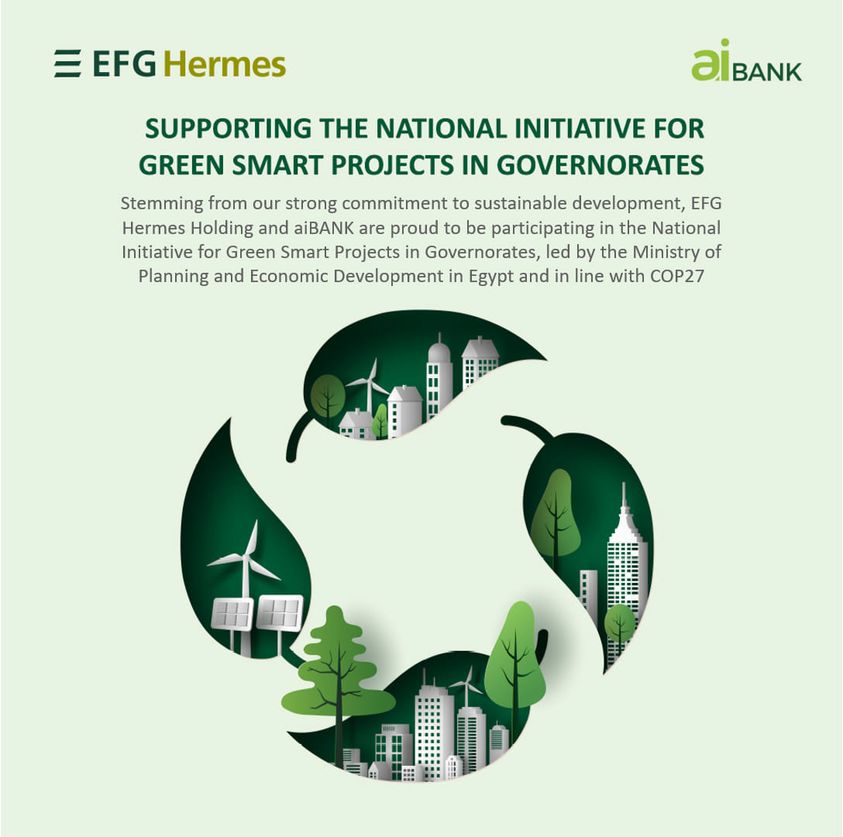 EFG Hermes
aiBANK
SUPPORTING THE NATIONAL INITIATIVE FOR
GREEN SMART PROJECTS IN GOVERNORATES
Stemming from our strong commitment to sustainable development, EFG
Hermes Holding and aiBANK are proud to be participating in the National
Initiative for Green Smart Projects in Governorates, led by the Ministry of
Planning and Economic Development in Egypt and in line with COP27